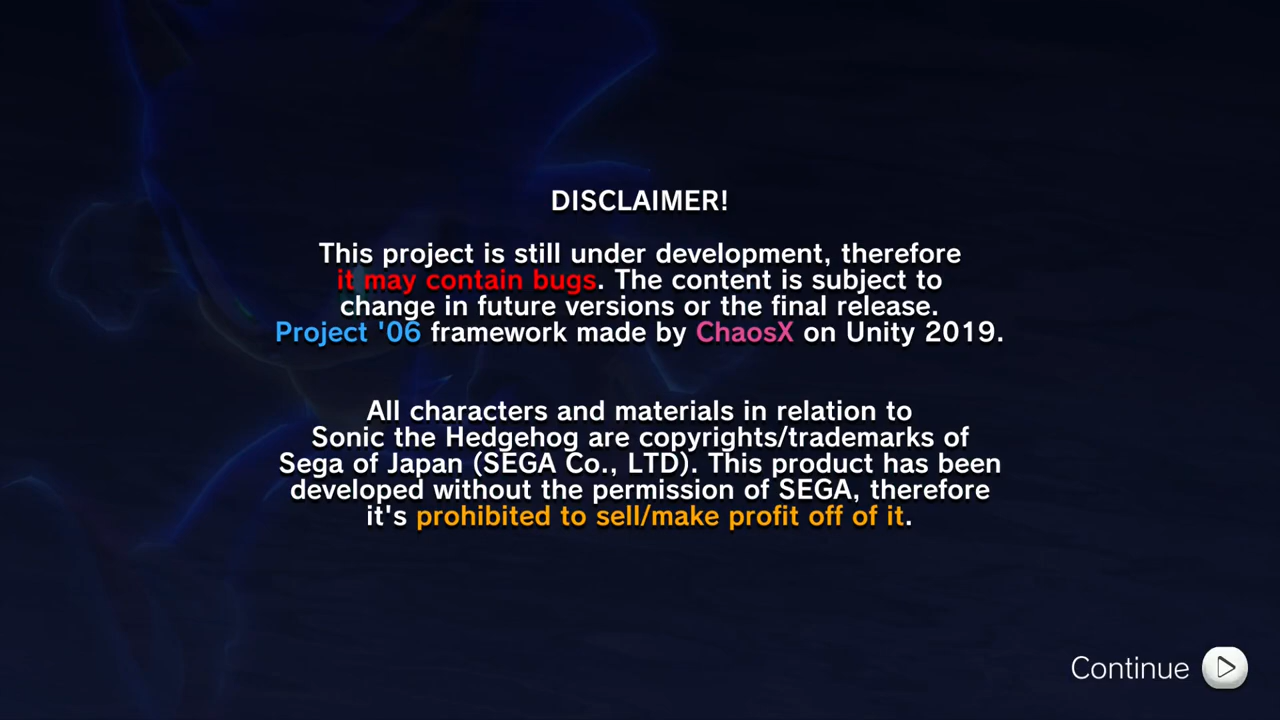 DISCLAIMER!
This project is still under development, therefore
it may contain bugs. The content is subject to
change in future versions or the final release.
Project '06 framework made by ChaosX on Unity 2019.
All characters and materials in relation to
Sonic the Hedgehog are copyrights/trademarks of
Sega of Japan (SEGA Co., LTD). This product has been
developed without the permission of SEGA, therefore
it's prohibited to sell/make profit off of it.
Continue